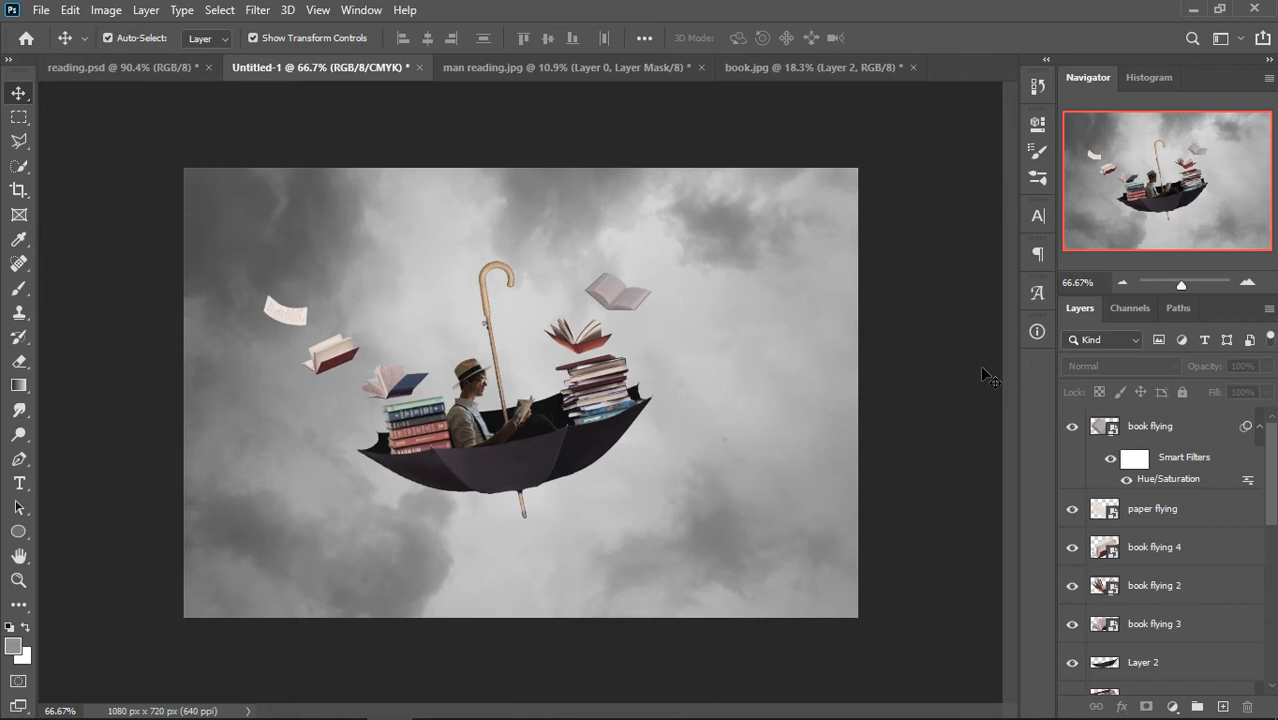 Ps File Edit Image Layer Type Select Filter 3D View Window Help
Auto-Select: Layer Show Transform Controls 3D Mode:
reading.psd @ 90.4% (RGB/8) * × Untitled-1 @ 66.7% (RGB/8/CMYK) * × man reading.jpg @ 10.9% (Layer 0, Layer Mask/8) * × book.jpg @ 18.3% (Layer 2, RGB/8) * ×
Navigator Histogram
66.67%
Layers Channels Paths
Kind
Normal Opacity: 100%
Lock: Fill: 100%
book flying
Smart Filters
Hue/Saturation
paper flying
book flying 4
book flying 2
book flying 3
Layer 2
66.67% 1080 px x 720 px (640 ppi)